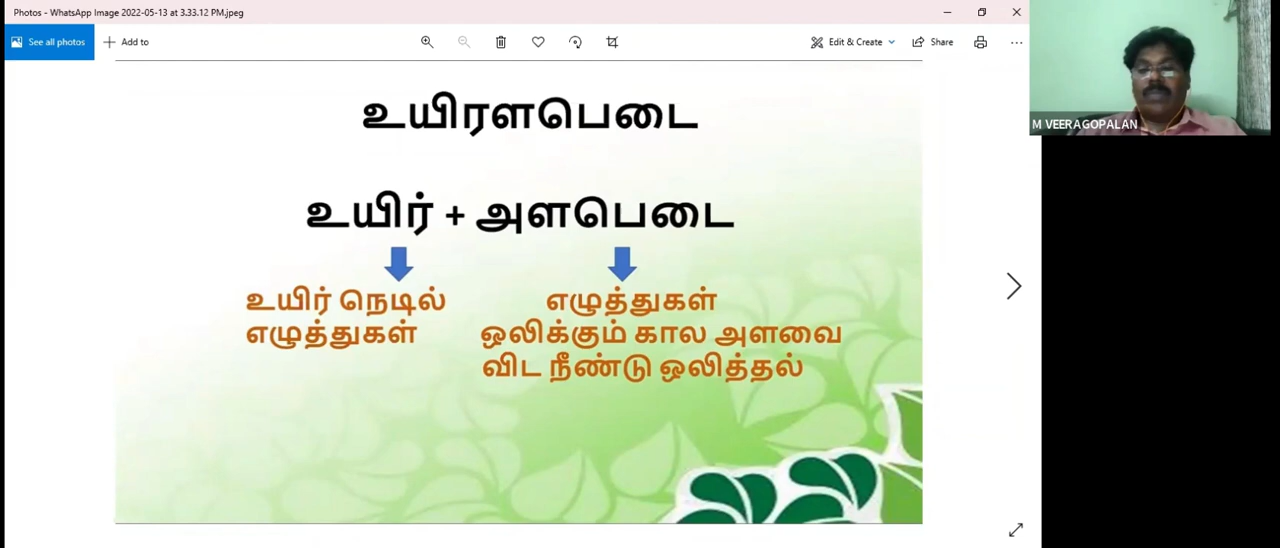 Photos - WhatsApp Image 2022-05-13 at 3.33.12 PM.jpeg
See all photos
Add to
Edit & Create
Share
M VEERAGOPALAN
உயிரளபெடை
உயிர் + அளபெடை
உயிர் நெடில்
எழுத்துகள்
எழுத்துகள்
ஒலிக்கும் கால அளவை
விட நீண்டு ஒலித்தல்